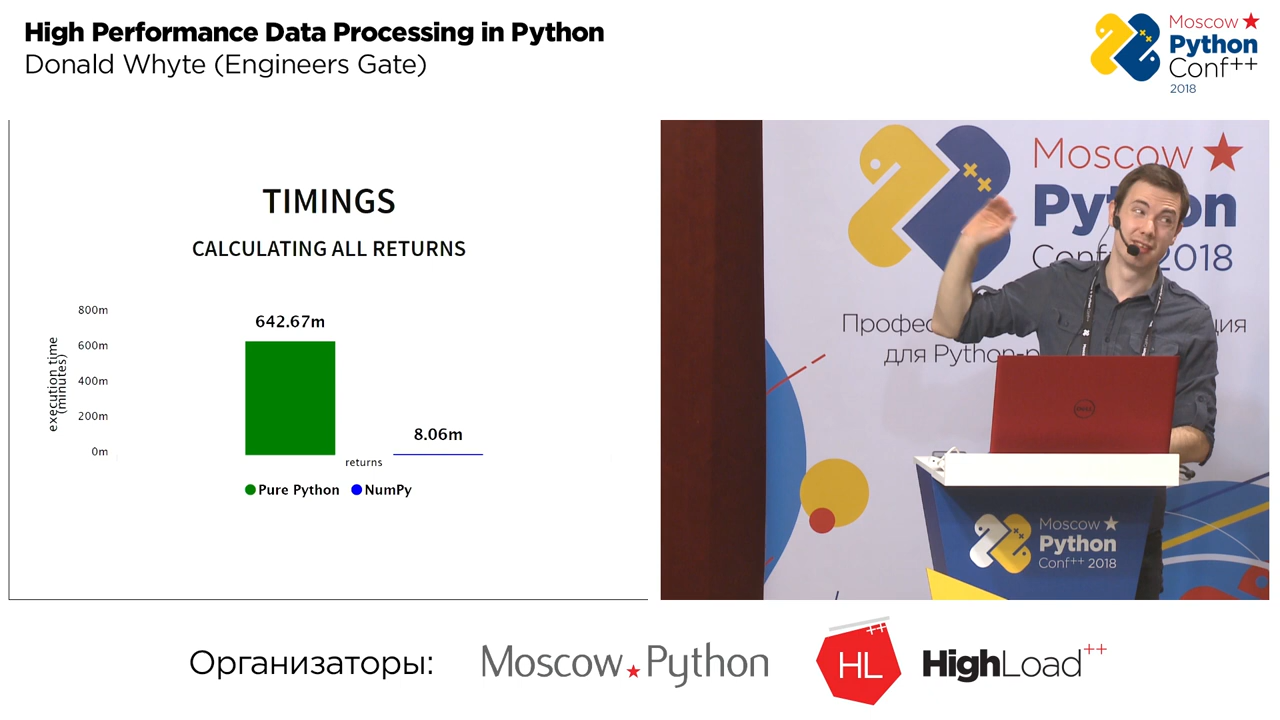 High Performance Data Processing in Python
Donald Whyte (Engineers Gate)
Moscow
Python
Conf++
2018
TIMINGS
CALCULATING ALL RETURNS
execution time
(minutes)
800m
600m
400m
200m
0m
642.67m
8.06m
returns
Pure Python NumPy
Moscow
Python
2018
для Python-
DELL
Moscow
Python
Conf++ 2018
Организаторы:
Moscow Python
HL++
HighLoad++